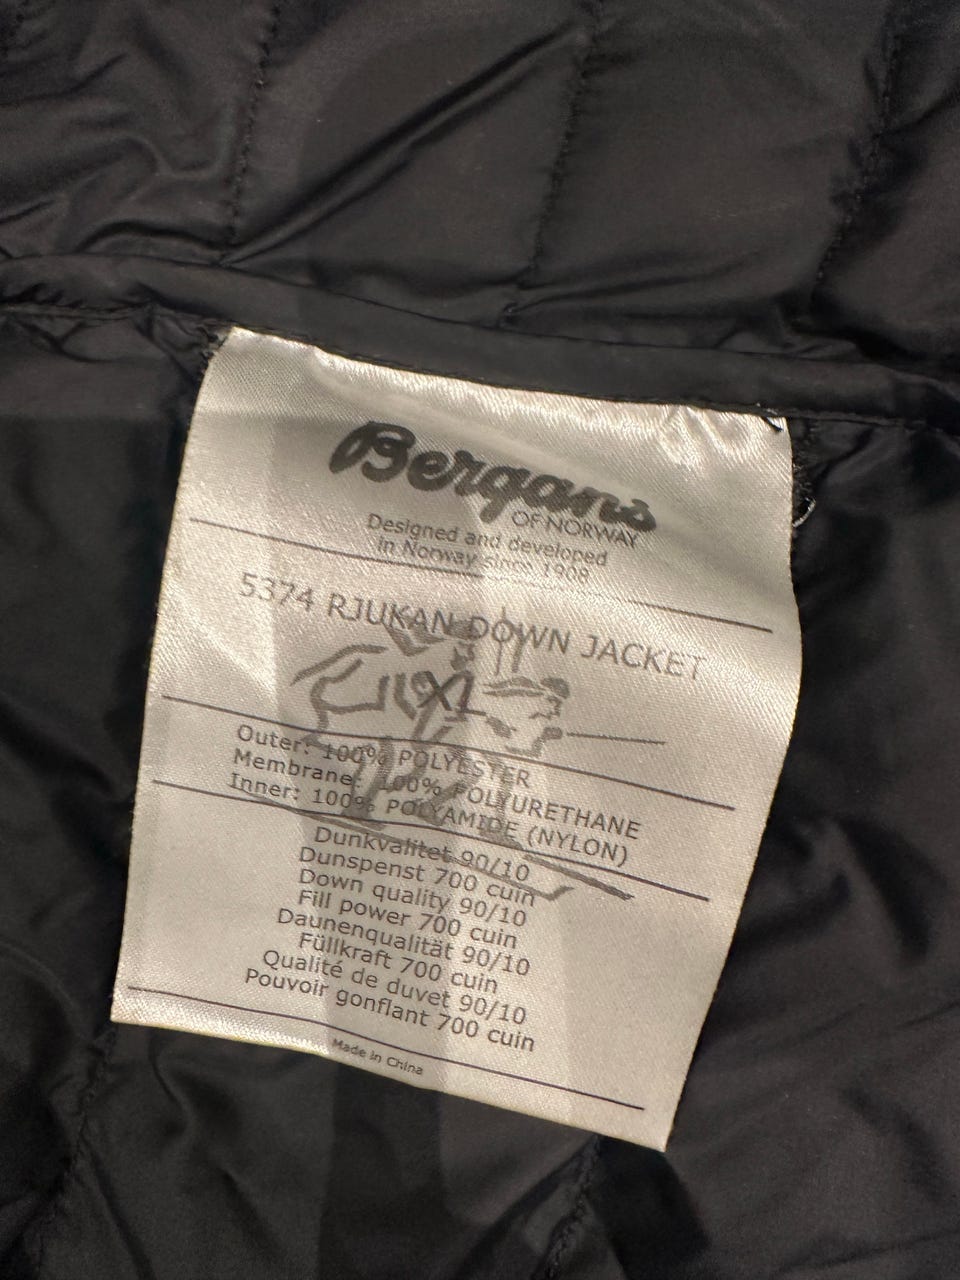 Bergans
OF NORWAY
Designed and developed
in Norway since 1908
5374 RJUKAN DOWN JACKET
XL
Outer: 100% POLYESTER
Membrane: 100% POLYURETHANE
Inner: 100% POLYAMIDE (NYLON)
Dunkvalitet 90/10
Dunspenst 700 cuin
Down quality 90/10
Fill power 700 cuin
Daunenqualität 90/10
Füllkraft 700 cuin
Qualité de duvet 90/10
Pouvoir gonflant 700 cuin
Made in China